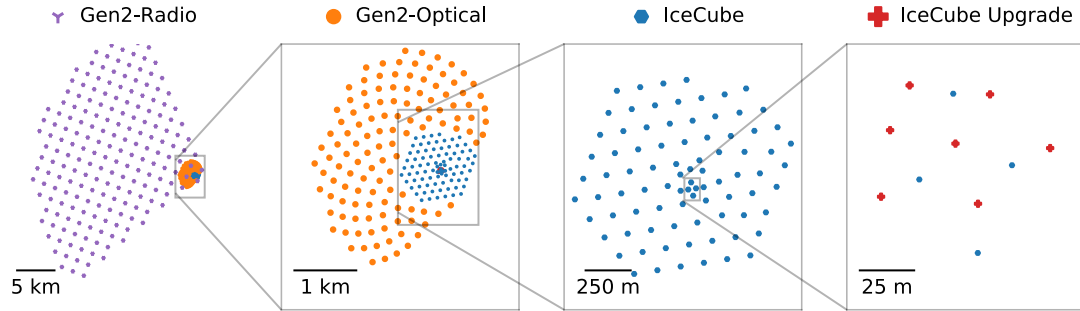 Gen2-Radio
Gen2-Optical
IceCube
IceCube Upgrade
5 km
1 km
250 m
25 m